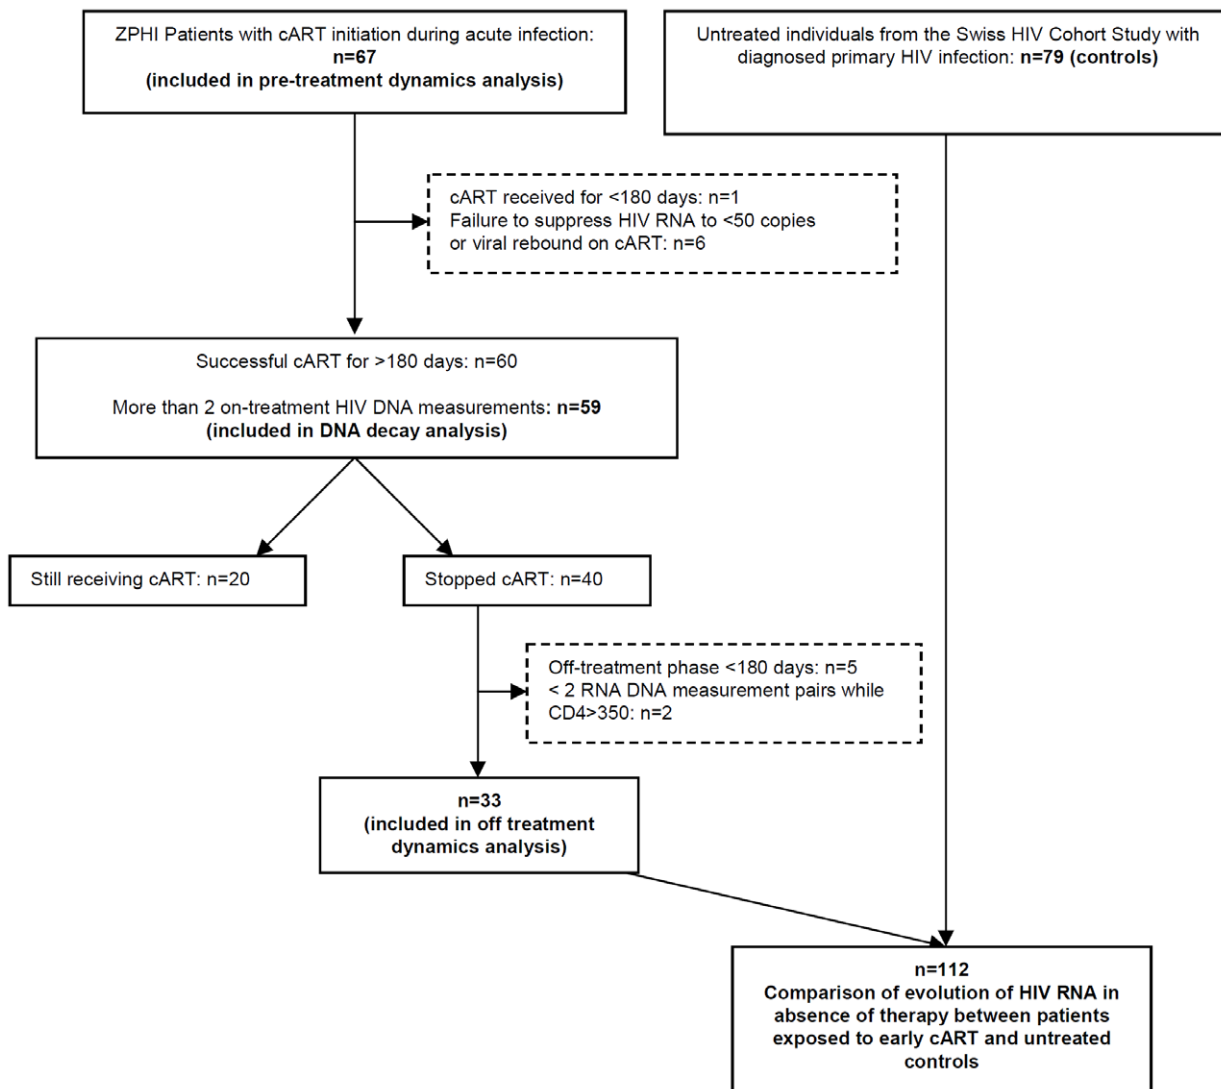 ZPHI Patients with cART initiation during acute infection:
n=67
(included in pre-treatment dynamics analysis)
Untreated individuals from the Swiss HIV Cohort Study with
diagnosed primary HIV infection: n=79 (controls)
cART received for <180 days: n=1
Failure to suppress HIV RNA to <50 copies
or viral rebound on cART: n=6
Successful cART for >180 days: n=60
More than 2 on-treatment HIV DNA measurements: n=59
(included in DNA decay analysis)
Still receiving cART: n=20
Stopped cART: n=40
Off-treatment phase <180 days: n=5
< 2 RNA DNA measurement pairs while
CD4>350: n=2
n=33
(included in off treatment
dynamics analysis)
n=112
Comparison of evolution of HIV RNA in
absence of therapy between patients
exposed to early cART and untreated
controls